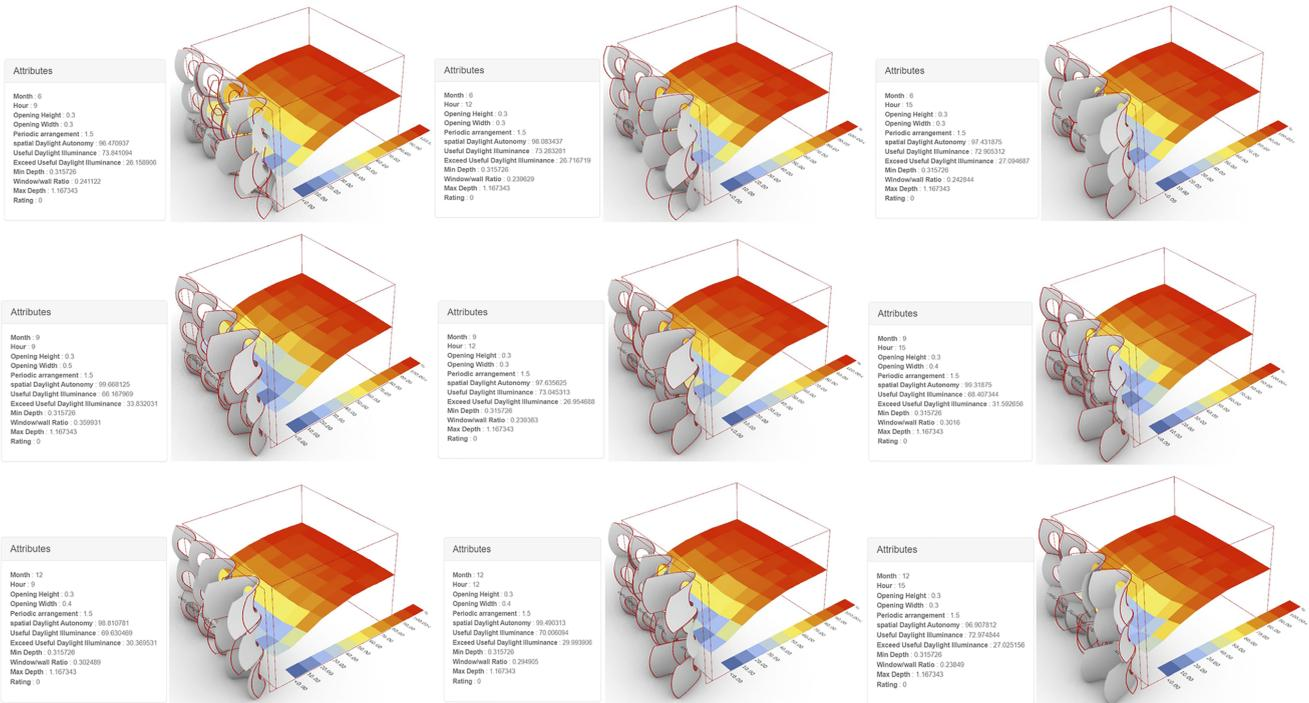 Attributes
Month : 6
Hour : 9
Opening Height : 0.3
Opening Width : 0.3
Periodic arrangement : 1.5
spatial Daylight Autonomy : 96.470937
Useful Daylight Illuminance : 73.841094
Exceed Useful Daylight Illuminance : 26.158906
Min Depth : 0.315726
Window/wall Ratio : 0.241122
Max Depth : 1.167343
Rating : 0
Attributes
Month : 6
Hour : 12
Opening Height : 0.3
Opening Width : 0.3
Periodic arrangement : 1.5
spatial Daylight Autonomy : 98.083437
Useful Daylight Illuminance : 73.283281
Exceed Useful Daylight Illuminance : 26.716719
Min Depth : 0.315726
Window/wall Ratio : 0.239629
Max Depth : 1.167343
Rating : 0
Attributes
Month : 6
Hour : 15
Opening Height : 0.3
Opening Width : 0.3
Periodic arrangement : 1.5
spatial Daylight Autonomy : 97.431875
Useful Daylight Illuminance : 72.905312
Exceed Useful Daylight Illuminance : 27.094687
Min Depth : 0.315726
Window/wall Ratio : 0.242844
Max Depth : 1.167343
Rating : 0
Attributes
Month : 9
Hour : 9
Opening Height : 0.3
Opening Width : 0.5
Periodic arrangement : 1.5
spatial Daylight Autonomy : 99.668125
Useful Daylight Illuminance : 66.167969
Exceed Useful Daylight Illuminance : 33.832031
Min Depth : 0.315726
Window/wall Ratio : 0.359931
Max Depth : 1.167343
Rating : 0
Attributes
Month : 9
Hour : 12
Opening Height : 0.3
Opening Width : 0.3
Periodic arrangement : 1.5
spatial Daylight Autonomy : 97.635625
Useful Daylight Illuminance : 73.045313
Exceed Useful Daylight Illuminance : 26.954688
Min Depth : 0.315726
Window/wall Ratio : 0.239363
Max Depth : 1.167343
Rating : 0
Attributes
Month : 9
Hour : 15
Opening Height : 0.3
Opening Width : 0.4
Periodic arrangement : 1.5
spatial Daylight Autonomy : 99.31875
Useful Daylight Illuminance : 68.407344
Exceed Useful Daylight Illuminance : 31.592656
Min Depth : 0.315726
Window/wall Ratio : 0.3016
Max Depth : 1.167343
Rating : 0
Attributes
Month : 12
Hour : 9
Opening Height : 0.3
Opening Width : 0.4
Periodic arrangement : 1.5
spatial Daylight Autonomy : 98.810781
Useful Daylight Illuminance : 69.630469
Exceed Useful Daylight Illuminance : 30.369531
Min Depth : 0.315726
Window/wall Ratio : 0.302489
Max Depth : 1.167343
Rating : 0
Attributes
Month : 12
Hour : 12
Opening Height : 0.3
Opening Width : 0.4
Periodic arrangement : 1.5
spatial Daylight Autonomy : 99.490313
Useful Daylight Illuminance : 70.006094
Exceed Useful Daylight Illuminance : 29.993906
Min Depth : 0.315726
Window/wall Ratio : 0.294905
Max Depth : 1.167343
Rating : 0
Attributes
Month : 12
Hour : 15
Opening Height : 0.3
Opening Width : 0.3
Periodic arrangement : 1.5
spatial Daylight Autonomy : 96.907812
Useful Daylight Illuminance : 72.974844
Exceed Useful Daylight Illuminance : 27.025156
Min Depth : 0.315726
Window/wall Ratio : 0.23849
Max Depth : 1.167343
Rating : 0